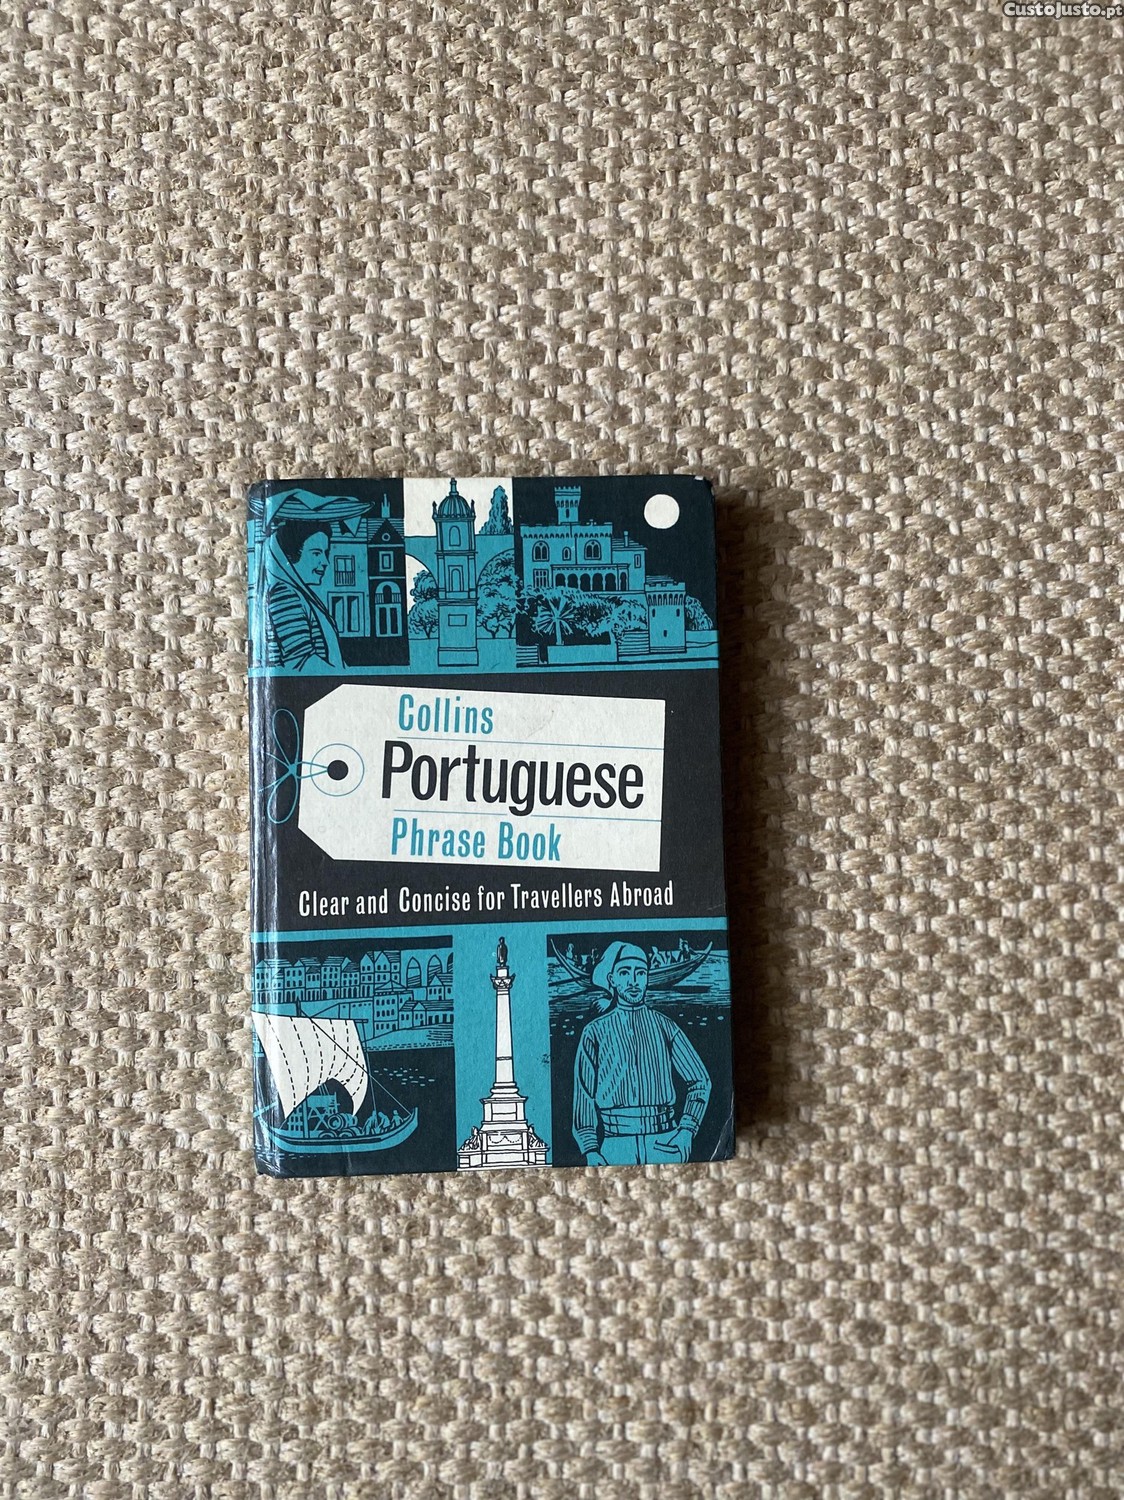 CustoJusto.pt
Collins
Portuguese
Phrase Book
Clear and Concise for Travellers Abroad